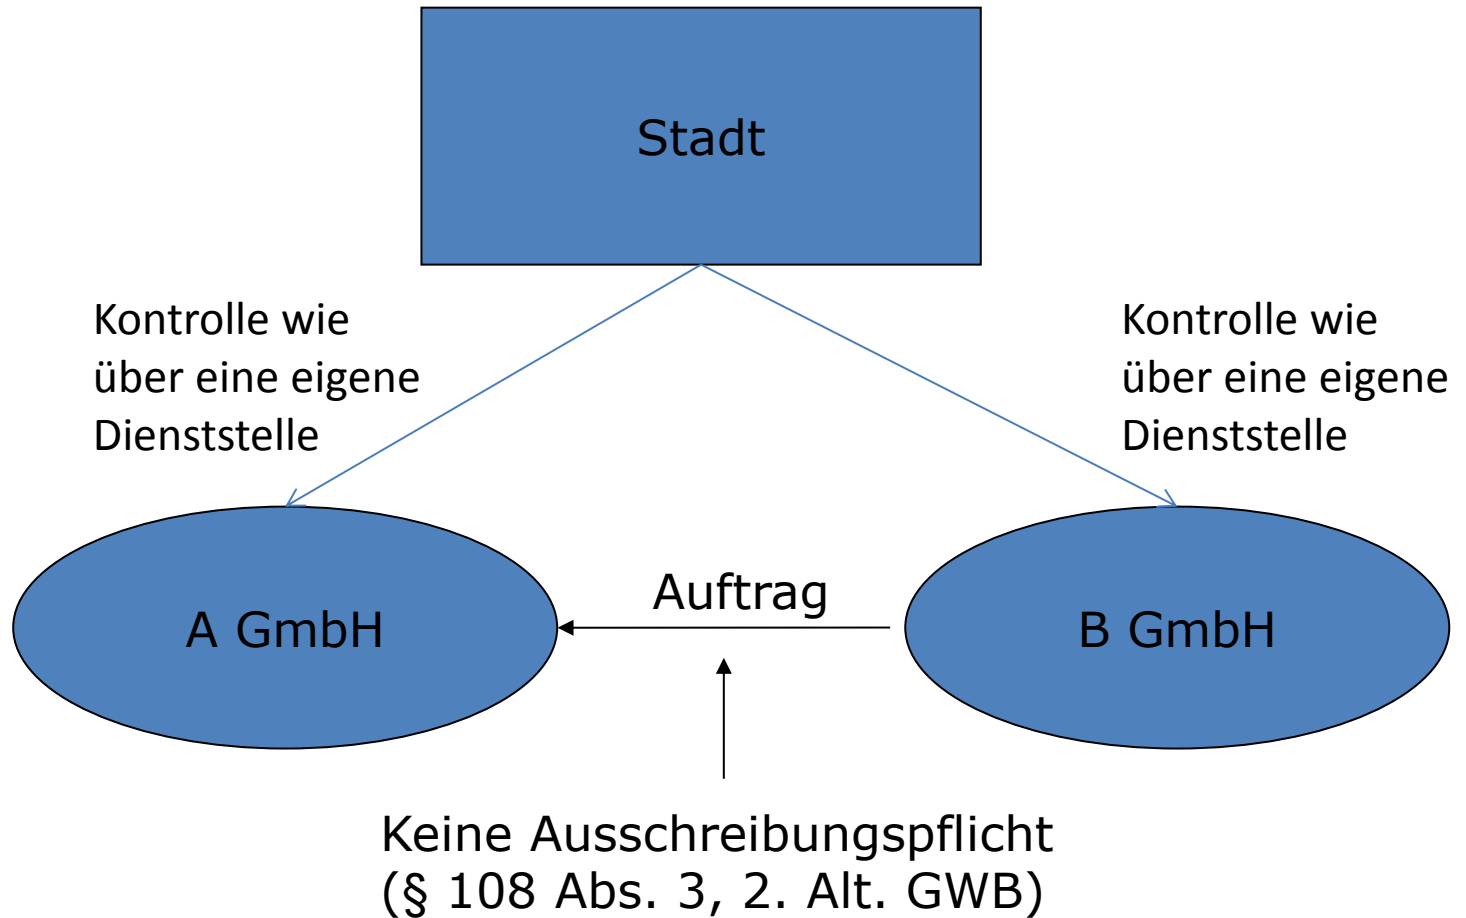 Stadt
Kontrolle wie
über eine eigene
Dienststelle
Kontrolle wie
über eine eigene
Dienststelle
A GmbH
Auftrag
B GmbH
Keine Ausschreibungspflicht
(§ 108 Abs. 3, 2. Alt. GWB)